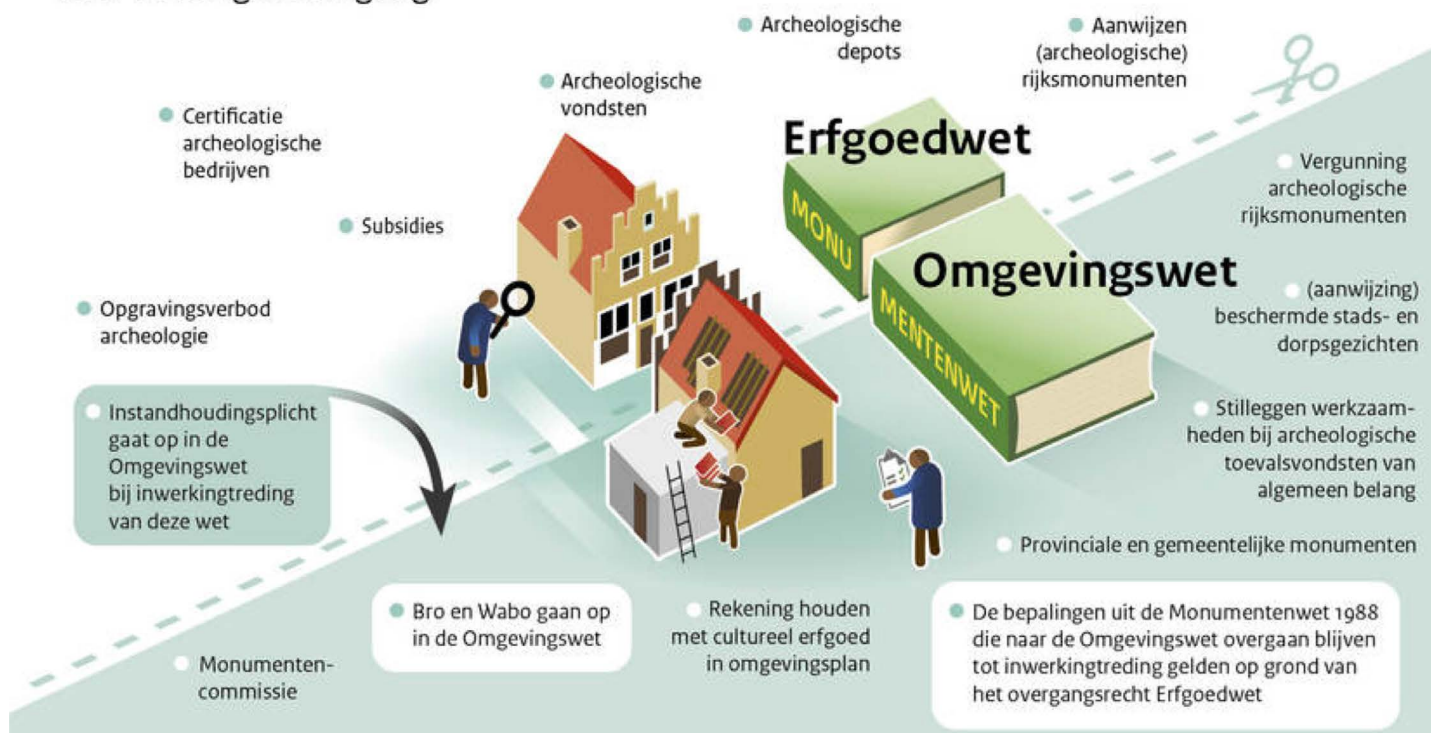 Archeologische
depots
Aanwijzen
(archeologische)
rijksmonumenten
Archeologische
vondsten
Certificatie
archeologische
bedrijven
Subsidies
Opgravingsverbod
archeologie
Erfgoedwet
MONU
Omgevingswet
MENTENWET
Vergunning
archeologische
rijksmonumenten
(aanwijzing)
beschermde stads- en
dorpsgezichten
Stilleggen werkzaam-
heden bij archeologische
toevalsvondsten van
algemeen belang
Provinciale en gemeentelijke monumenten
Instandhoudingsplicht
gaat op in de
Omgevingswet
bij inwerkingtreding
van deze wet
Bro en Wabo gaan op
in de Omgevingswet
Monumenten-
commissie
Rekening houden
met cultureel erfgoed
in omgevingsplan
De bepalingen uit de Monumentenwet 1988
die naar de Omgevingswet overgaan blijven
tot inwerkingtreding gelden op grond van
het overgangsrecht Erfgoedwet